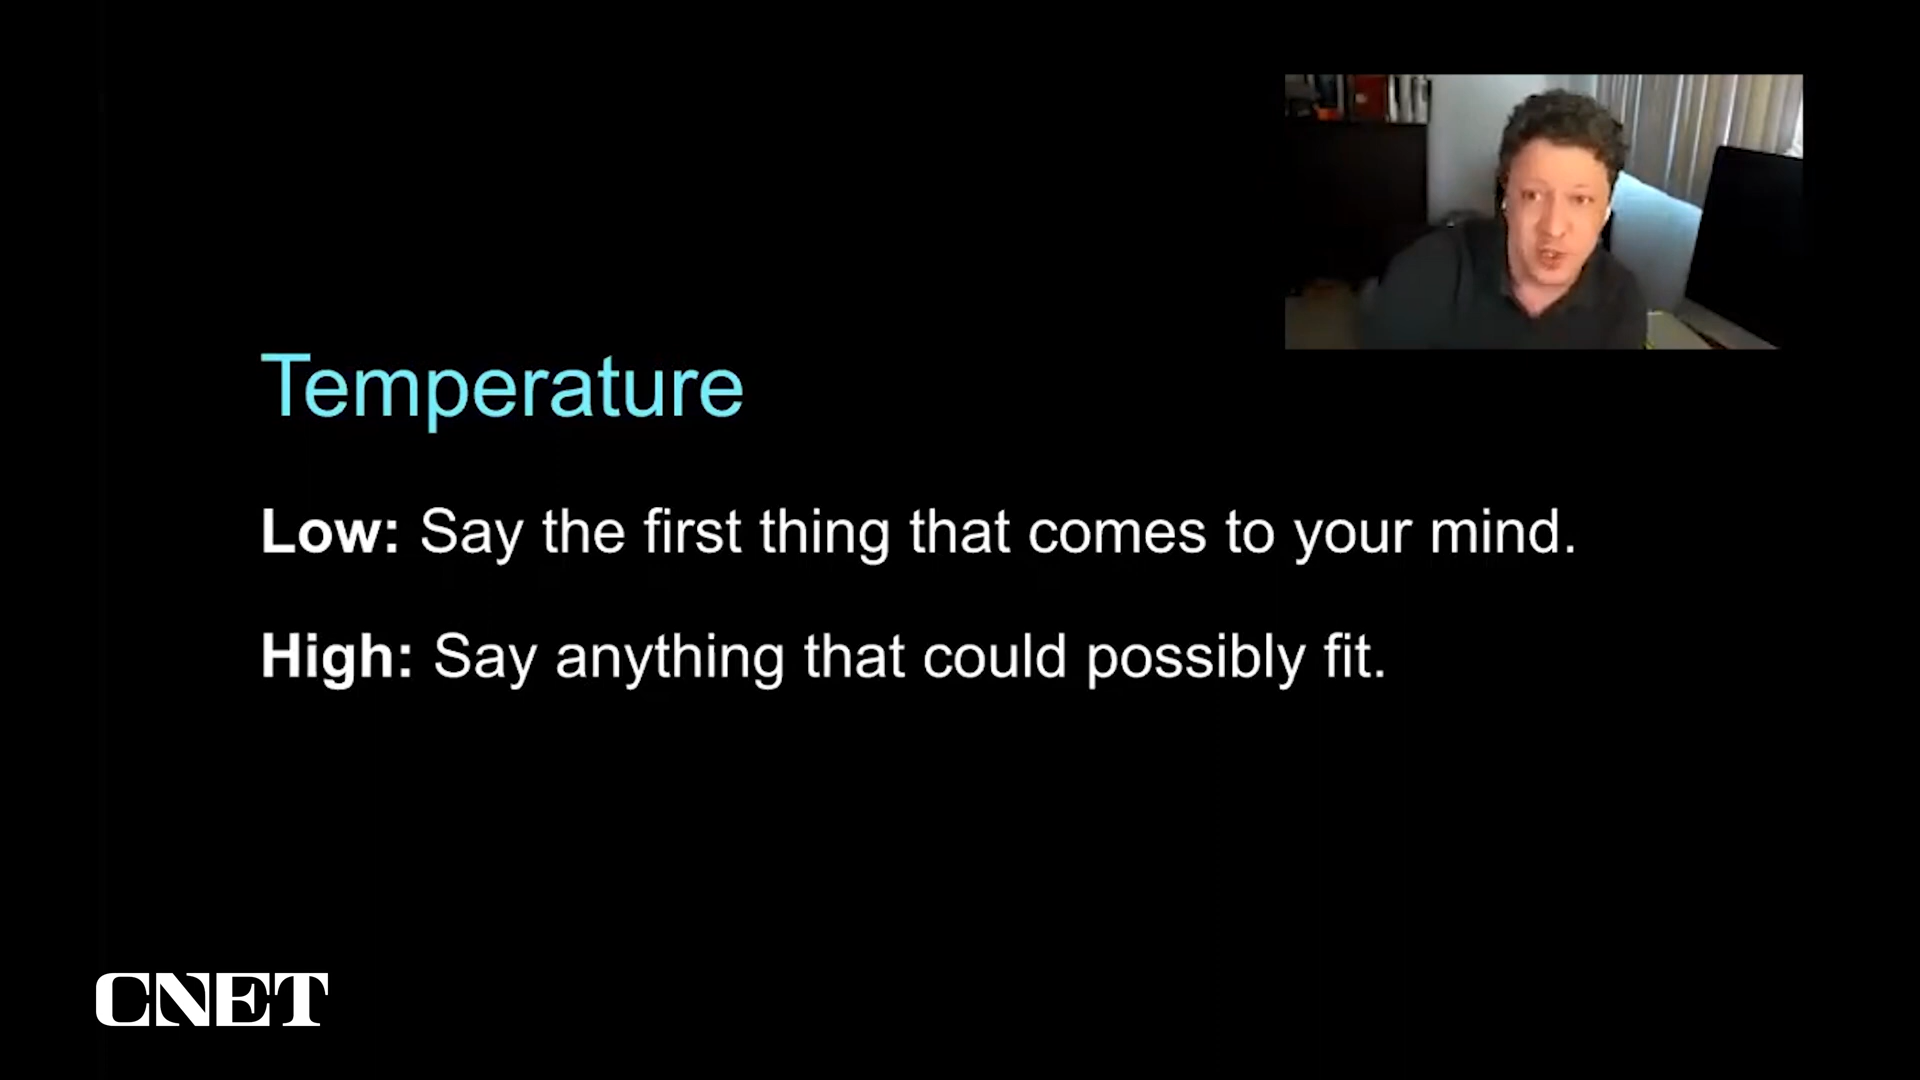 Temperature
Low: Say the first thing that comes to your mind.
High: Say anything that could possibly fit.
CNET